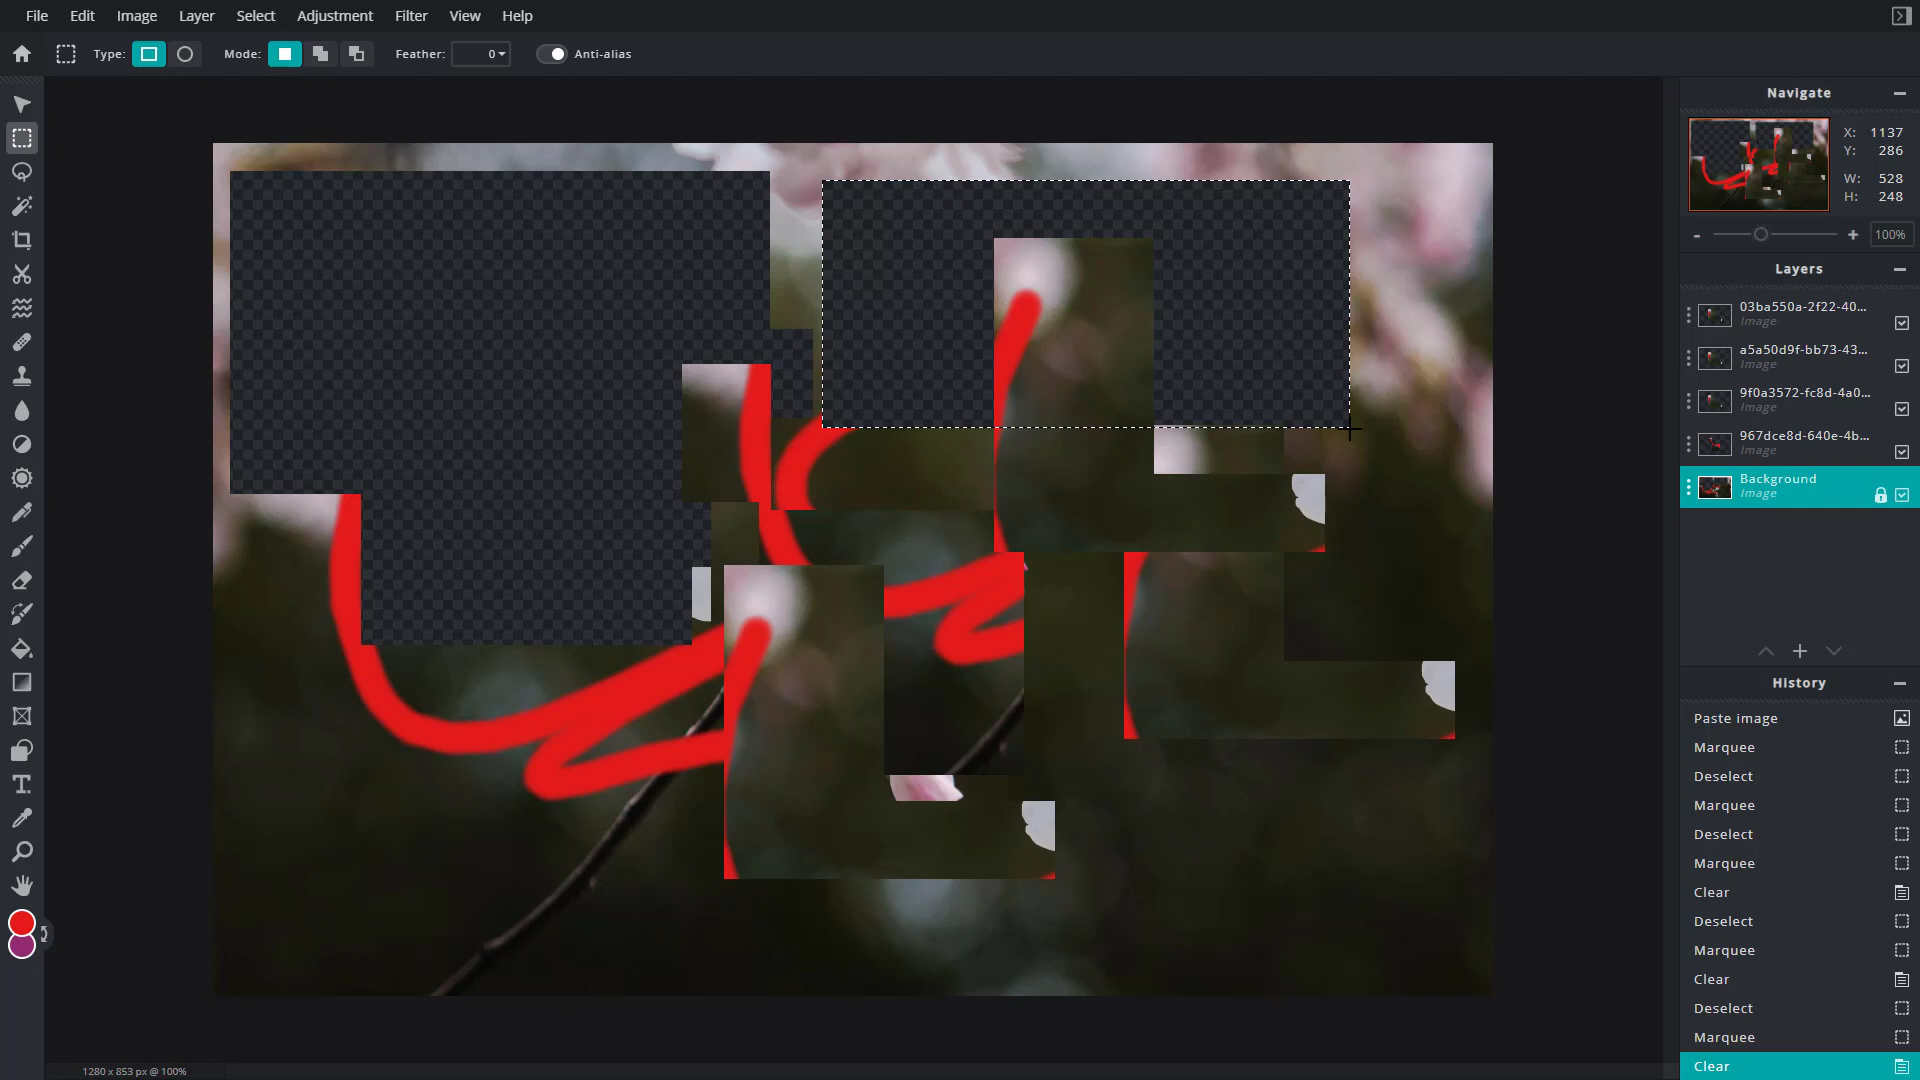 File Edit Image Layer Select Adjustment Filter View Help
Type: Mode: Feather: 0 Anti-alias
Navigate
X: 1137
Y: 286
W: 528
H: 248
- + 100%
Layers
03ba550a-2f22-40...
Image
a5a50d9f-bb73-43...
Image
9f0a3572-fc8d-4a0...
Image
967dce8d-640e-4b...
Image
Background
Image
History
Paste image
Marquee
Deselect
Marquee
Deselect
Marquee
Clear
Deselect
Marquee
Clear
Deselect
Marquee
Clear
1280 x 853 px @ 100%